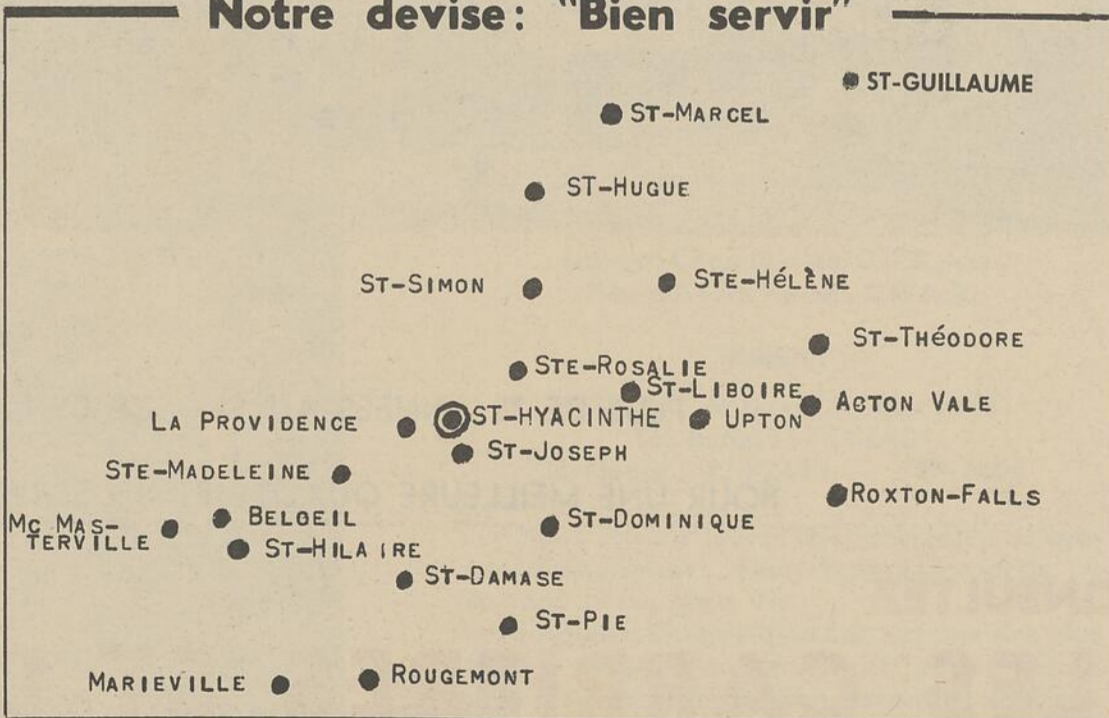 Notre devise: "Bien servir"
ST-GUILLAUME
ST-MARCEL
ST-HUGUE
ST-SIMON
STE-HéLÈNE
ST-THéODORE
STE-ROSALIE
ST-LIBOIRE
ACTON VALE
LA PROVIDENCE
ST-HYACINTHE
UPTON
ST-JOSEPH
STE-MADELEINE
ROXTON-FALLS
MC MAS-
TERVILLE
BELOEIL
ST-DOMINIQUE
ST-HILAIRE
ST-DAMASE
ST-PIE
MARIEVILLE
ROUGEMONT